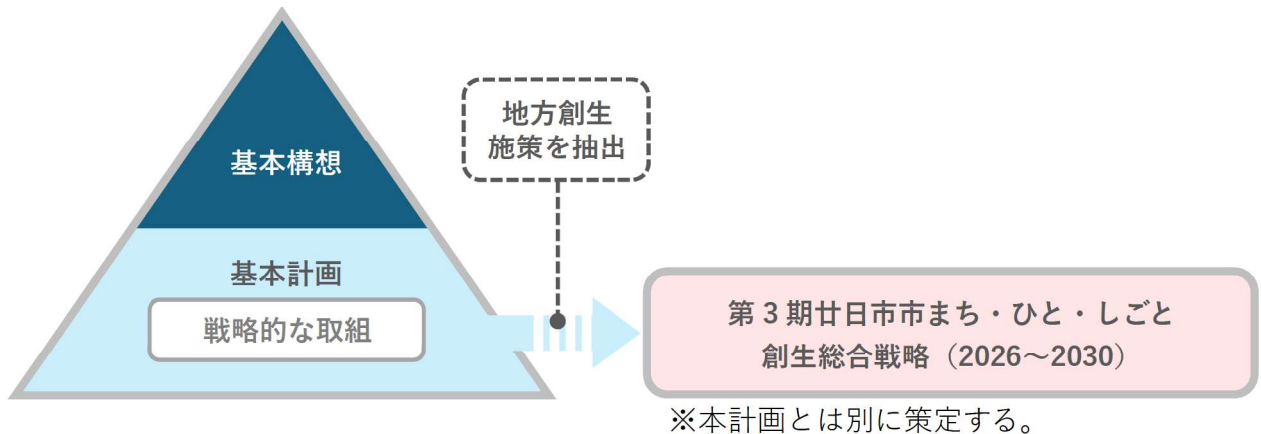 地方創生
施策を抽出
基本構想
基本計画
戦略的な取組
第3期廿日市市まち・ひと・しごと
創生総合戦略（2026～2030）
※本計画とは別に策定する。